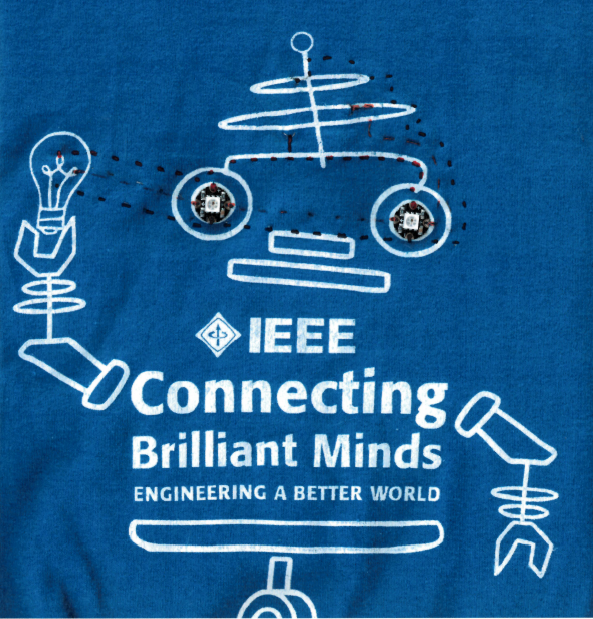 IEEE
Connecting
Brilliant Minds
ENGINEERING A BETTER WORLD